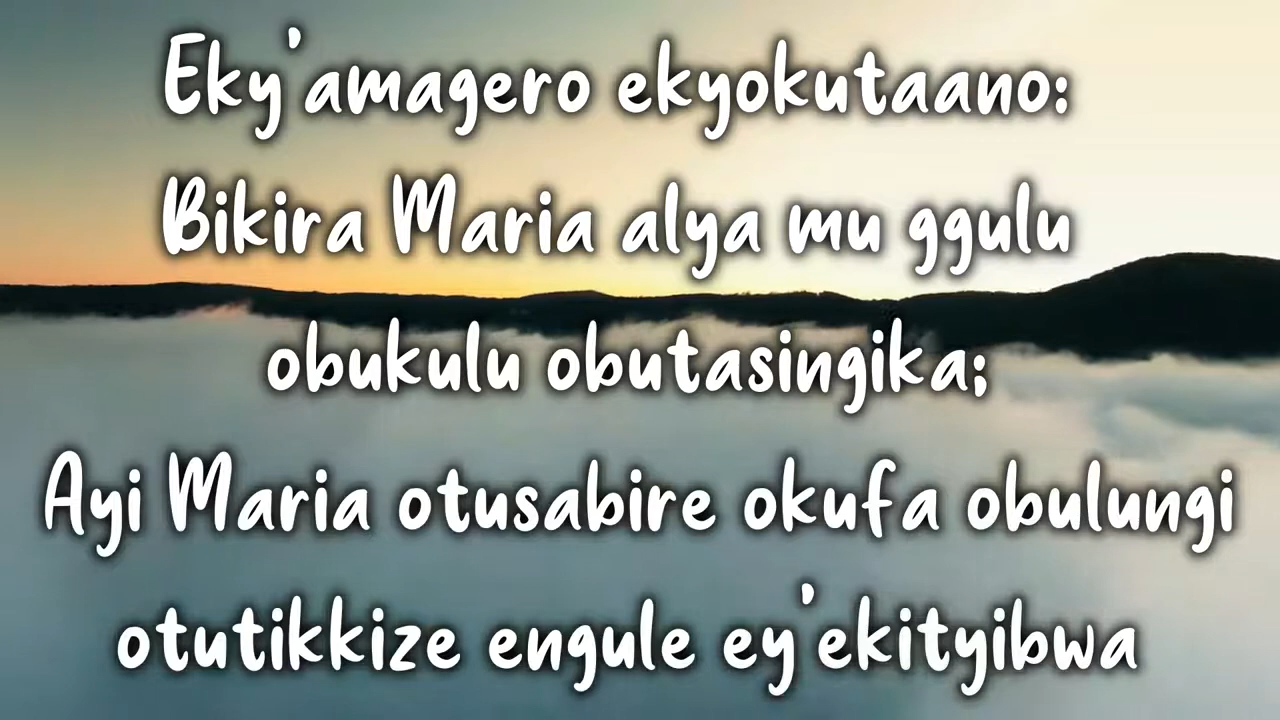 Eky'amagero ekyokutaano:
Bikira Maria alya mu ggulu
obukulu obutasingika;
Ayi Maria otusabire okufa obulungi
otutikkize engule ey'ekityibwa